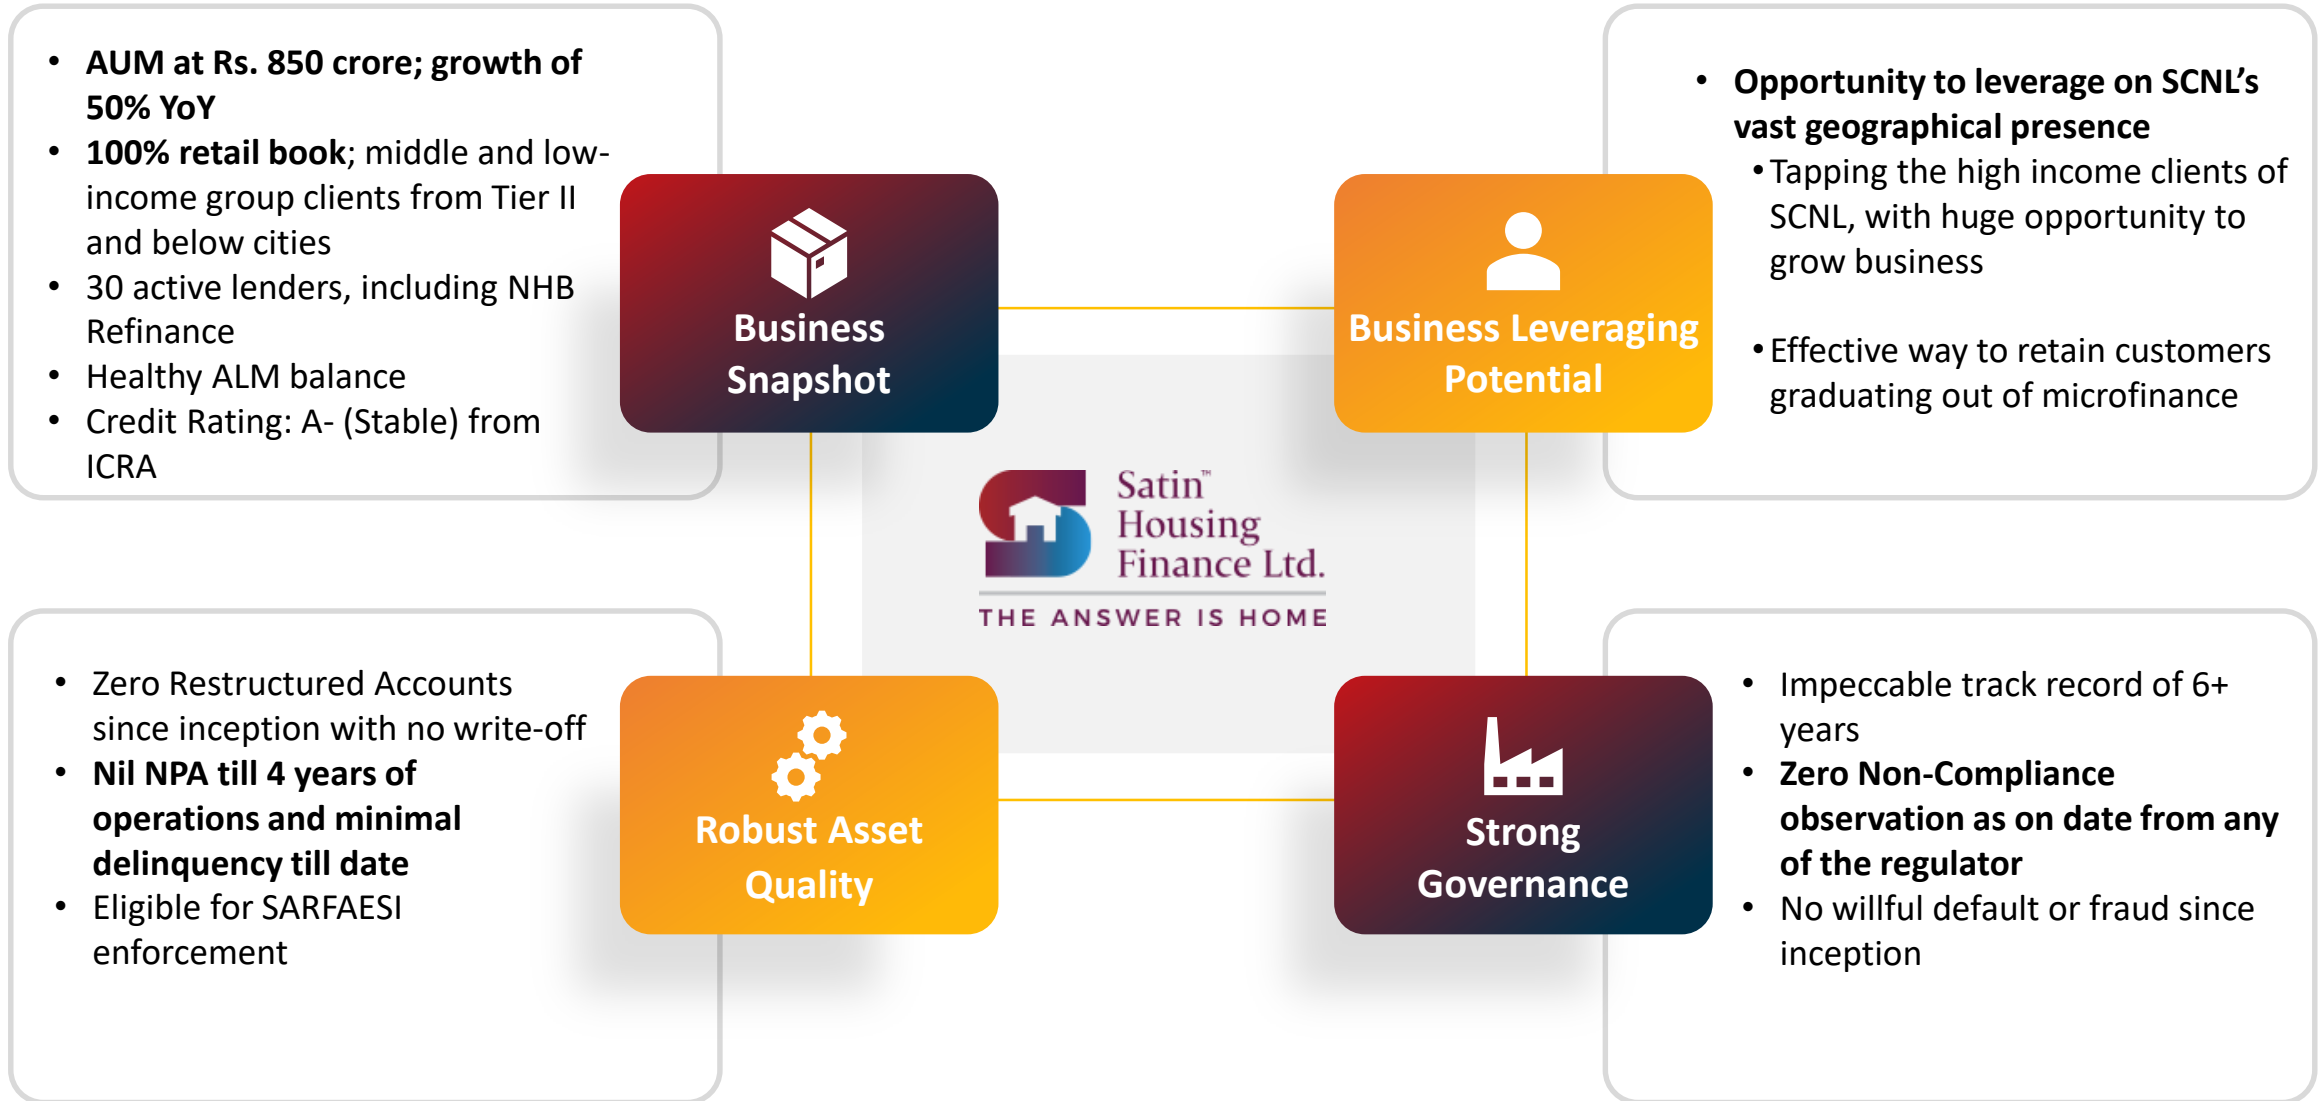 • AUM at Rs. 850 crore; growth of
50% YoY
• 100% retail book; middle and low-
income group clients from Tier II
and below cities
• 30 active lenders, including NHB
Refinance
• Healthy ALM balance
• Credit Rating: A- (Stable) from
ICRA
Business
Snapshot
Business Leveraging
Potential
• Opportunity to leverage on SCNL’s
vast geographical presence
• Tapping the high income clients of
SCNL, with huge opportunity to
grow business
• Effective way to retain customers
graduating out of microfinance
Satin™
Housing
Finance Ltd.
THE ANSWER IS HOME
• Zero Restructured Accounts
since inception with no write-off
• Nil NPA till 4 years of
operations and minimal
delinquency till date
• Eligible for SARFAESI
enforcement
Robust Asset
Quality
Strong
Governance
• Impeccable track record of 6+
years
• Zero Non-Compliance
observation as on date from any
of the regulator
• No willful default or fraud since
inception